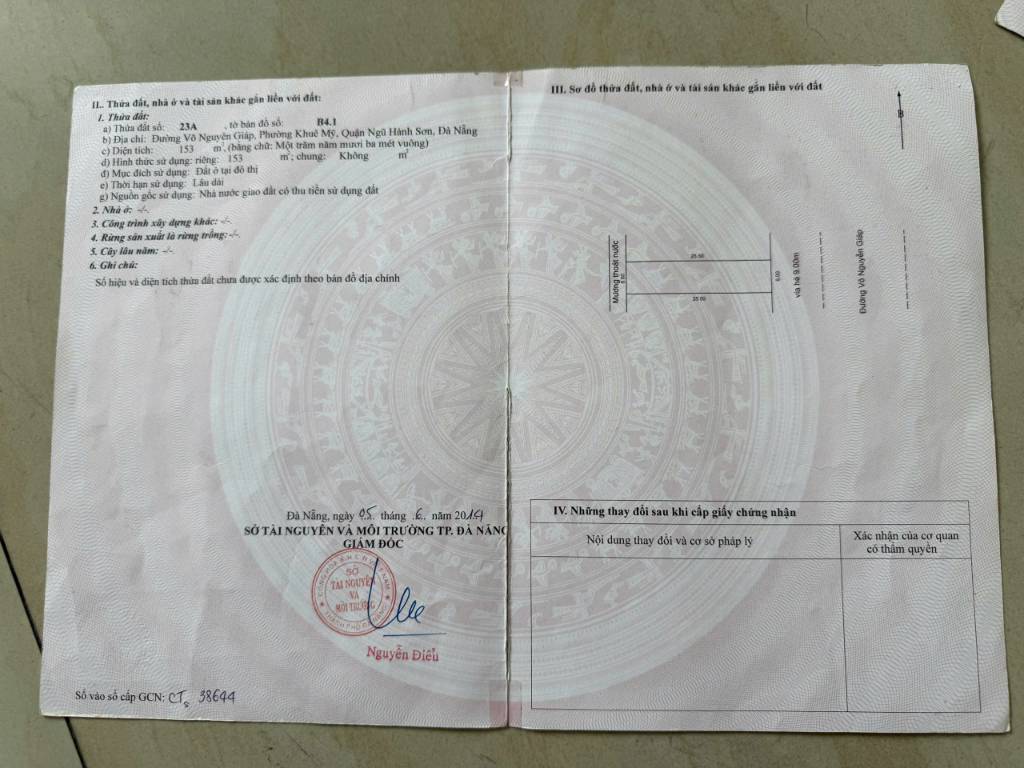 II.. Thửa đất, nhà ở và tài sản khác gắn liền với đất:
1. Thửa đất:
a) Thửa đất số: 23A , tờ bản đồ số: B4.1
b) Địa chỉ: Đường Võ Nguyên Giáp, Phường Khuê Mỹ, Quận Ngũ Hành Sơn, Đà Nẵng
c) Diện tích: 153 m², (bằng chữ: Một trăm năm mươi ba mét vuông)
d) Hình thức sử dụng: riêng: 153 m²; chung: Không m²
đ) Mục đích sử dụng: Đất ở tại đô thị
e) Thời hạn sử dụng: Lâu dài
g) Nguồn gốc sử dụng: Nhà nước giao đất có thu tiền sử dụng đất
2. Nhà ở: -/-.
3. Công trình xây dựng khác: -/-.
4. Rừng sản xuất là rừng trồng: -/-.
5. Cây lâu năm: -/-.
6. Ghi chú:
Số hiệu và diện tích thửa đất chưa được xác định theo bản đồ địa chính
Đà Nẵng, ngày 05 tháng .6.. năm 2014
SỞ TÀI NGUYÊN VÀ MÔI TRƯỜNG TP. ĐÀ NẴNG
GIÁM ĐỐC
SỞ
TÀI NGUYÊN
VÀ
MÔI TRƯỜNG
Nguyễn Điểu
Số vào sổ cấp GCN: CTs 38644
III. Sơ đồ thửa đất, nhà ở và tài sản khác gắn liền với đất
B
Mương thoát nước
25.50
6.00
vỉa hè 9.00m
Đường Võ Nguyên Giáp
IV. Những thay đổi sau khi cấp giấy chứng nhận
Nội dung thay đổi và cơ sở pháp lý
Xác nhận của cơ quan
có thẩm quyền